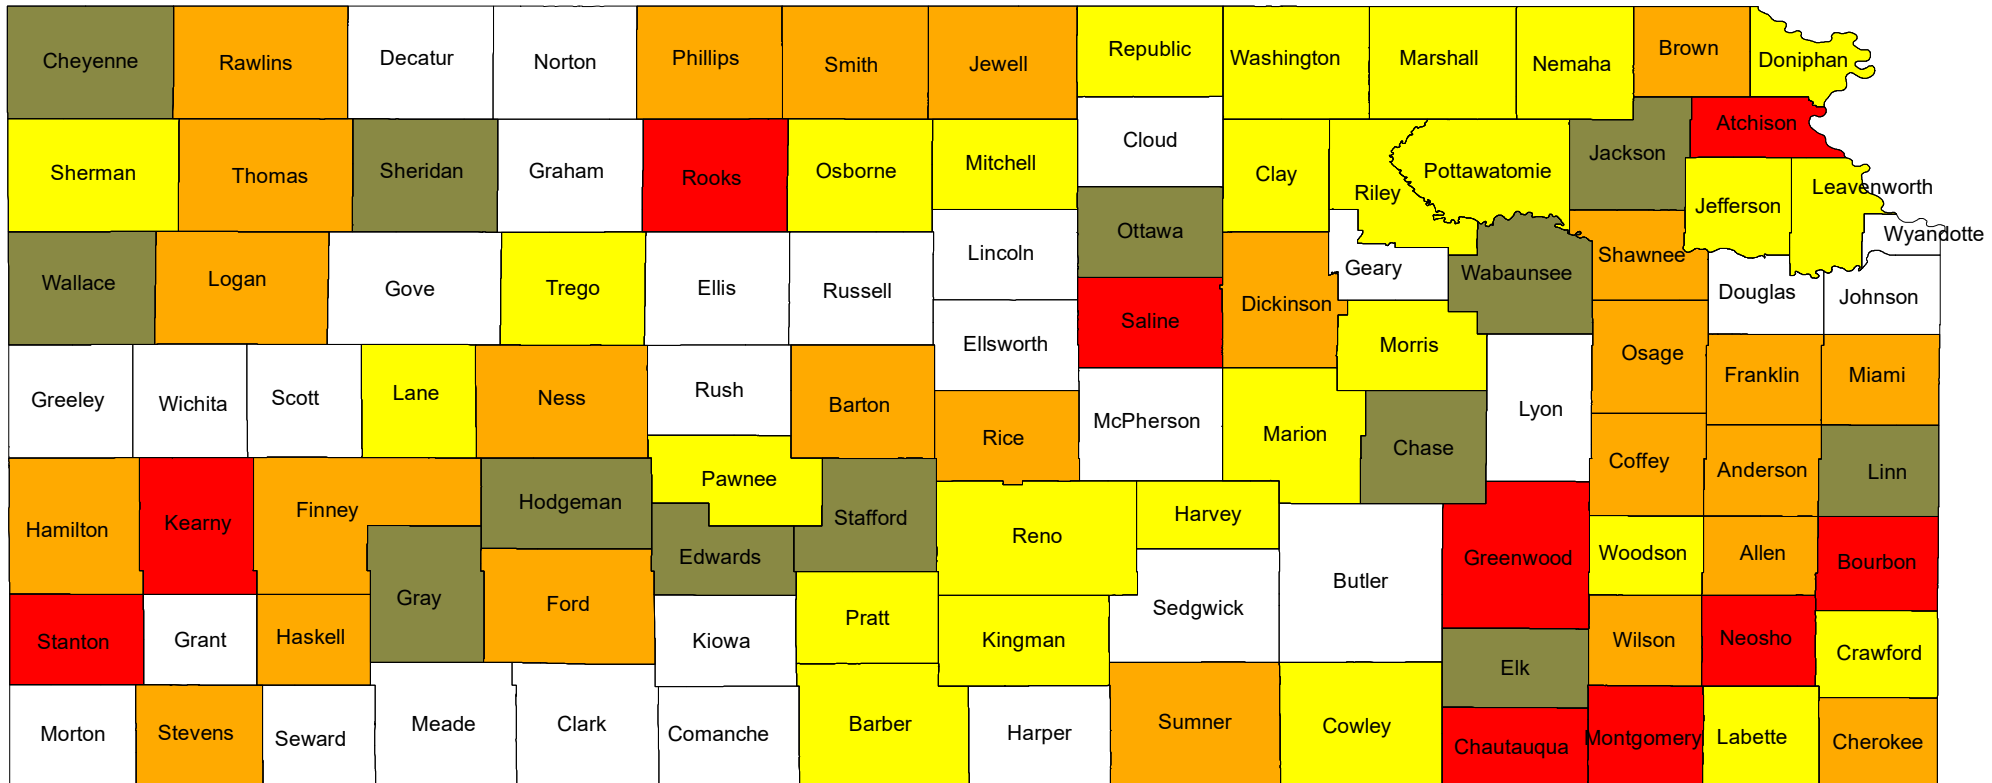 Cheyenne
Rawlins
Decatur
Norton
Phillips
Smith
Jewell
Republic
Washington
Marshall
Nemaha
Brown
Doniphan
Sherman
Thomas
Sheridan
Graham
Rooks
Osborne
Mitchell
Cloud
Clay
Riley
Pottawatomie
Jackson
Atchison
Jefferson
Leavenworth
Wyandotte
Wallace
Logan
Gove
Trego
Ellis
Russell
Lincoln
Ottawa
Saline
Dickinson
Geary
Wabaunsee
Shawnee
Douglas
Johnson
Greeley
Wichita
Scott
Lane
Ness
Rush
Barton
Ellsworth
Rice
McPherson
Marion
Morris
Chase
Lyon
Osage
Franklin
Miami
Coffey
Anderson
Linn
Hamilton
Kearny
Finney
Hodgeman
Pawnee
Stafford
Edwards
Gray
Ford
Reno
Harvey
Sedgwick
Butler
Greenwood
Woodson
Allen
Bourbon
Stanton
Grant
Haskell
Kiowa
Pratt
Kingman
Elk
Wilson
Neosho
Crawford
Morton
Stevens
Seward
Meade
Clark
Comanche
Barber
Harper
Sumner
Cowley
Chautauqua
Montgomery
Labette
Cherokee